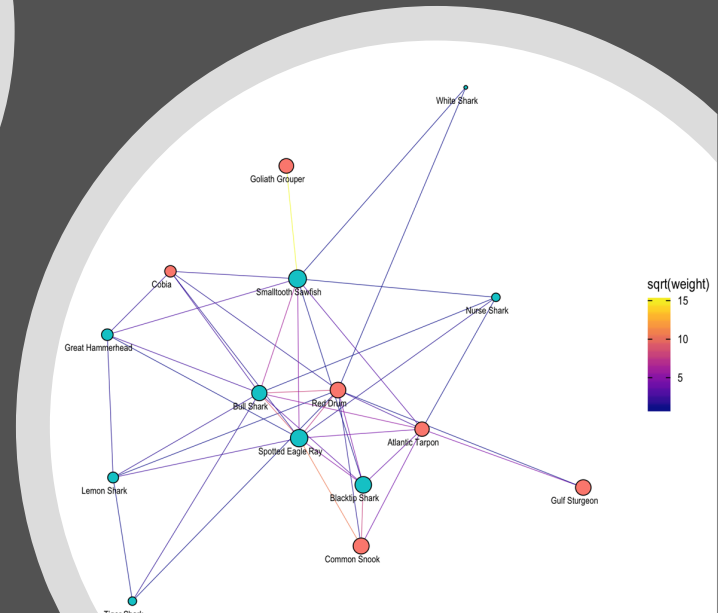 White Shark
Goliath Grouper
Cobia
Smalltooth Sawfish
sqrt(weight)
15
Nurse Shark
10
Great Hammerhead
5
Bull Shark
Red Drum
Atlantic Tarpon
Spotted Eagle Ray
Lemon Shark
Blacktip Shark
Gulf Sturgeon
Common Snook